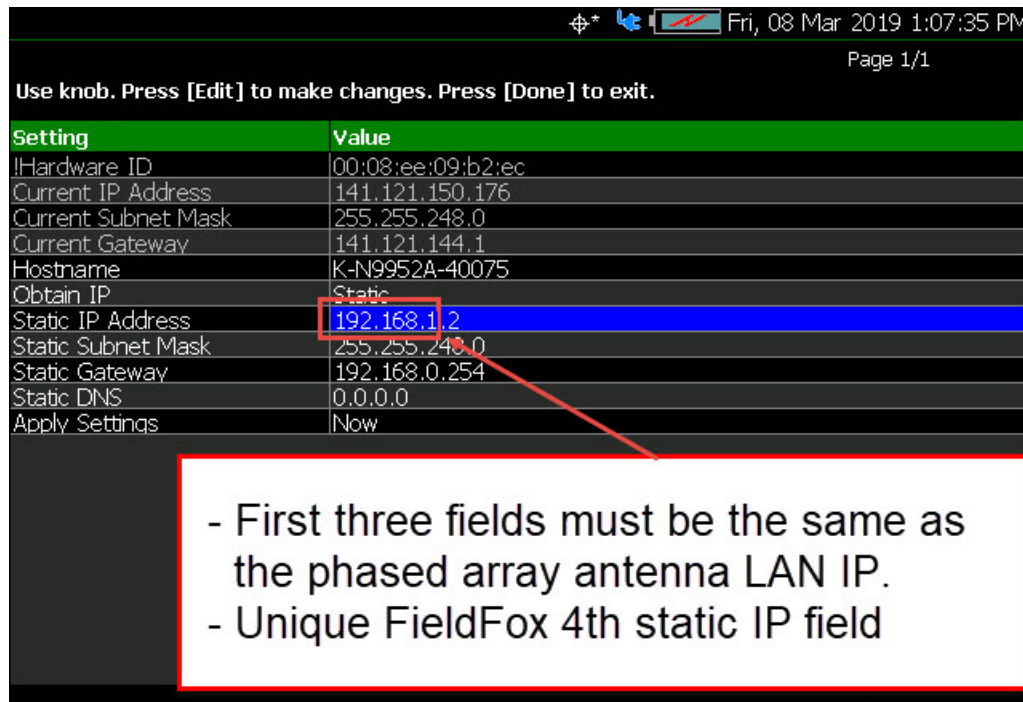 Fri, 08 Mar 2019 1:07:35 PM
Page 1/1
Use knob. Press [Edit] to make changes. Press [Done] to exit.
Setting Value
!Hardware ID 00:08:ee:09:b2:ec
Current IP Address 141.121.150.176
Current Subnet Mask 255.255.248.0
Current Gateway 141.121.144.1
Hostname K-N9952A-40075
Obtain IP Static
Static IP Address 192.168.1.2
Static Subnet Mask 255.255.248.0
Static Gateway 192.168.0.254
Static DNS 0.0.0.0
Apply Settings Now
- First three fields must be the same as
the phased array antenna LAN IP.
- Unique FieldFox 4th static IP field